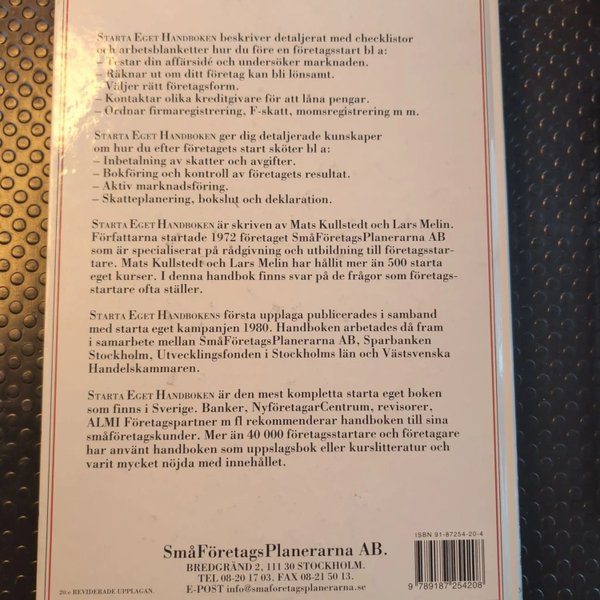 STARTA EGET HANDBOKEN beskriver detaljerat med checklistor
och arbetsblanketter hur du före en företagsstart bl a:
– Testar din affärsidé och undersöker marknaden.
– Räknar ut om ditt företag kan bli lönsamt.
– Väljer rätt företagsform.
– Kontaktar olika kreditgivare för att låna pengar.
– Ordnar firmaregistrering, F-skatt, momsregistrering m m.
STARTA EGET HANDBOKEN ger dig detaljerade kunskaper
om hur du efter företagets start sköter bl a:
– Inbetalning av skatter och avgifter.
– Bokföring och kontroll av företagets resultat.
– Aktiv marknadsföring.
– Skatteplanering, bokslut och deklaration.
STARTA EGET HANDBOKEN är skriven av Mats Kullstedt och Lars Melin.
Författarna startade 1972 företaget SmåFöretagsPlanerarna AB
som är specialiserat på rådgivning och utbildning till företagsstar-
tare. Mats Kullstedt och Lars Melin har hållit mer än 500 starta
eget kurser. I denna handbok finns svar på de frågor som företags-
startare ofta ställer.
STARTA EGET HANDBOKENS första upplaga publicerades i samband
med starta eget kampanjen 1980. Handboken arbetades då fram
i samarbete mellan SmåFöretagsPlanerarna AB, Sparbanken
Stockholm, Utvecklingsfonden i Stockholms län och Västsvenska
Handelskammaren.
STARTA EGET HANDBOKEN är den mest kompletta starta eget boken
som finns i Sverige. Banker, NyföretagarCentrum, revisorer,
ALMI Företagspartner m fl rekommenderar handboken till sina
småföretagskunder. Mer än 40 000 företagsstartare och företagare
har använt handboken som uppslagsbok eller kurslitteratur och
varit mycket nöjda med innehållet.
SmåFöretagsPlanerarna AB.
BREDGRÄND 2, 111 30 STOCKHOLM.
TEL 08-20 17 03. FAX 08-21 50 13.
E-POST info@smaforetagsplanerarna.se
20:e REVIDERADE UPPLAGAN.
ISBN 91-87254-20-4
9 789187 254208